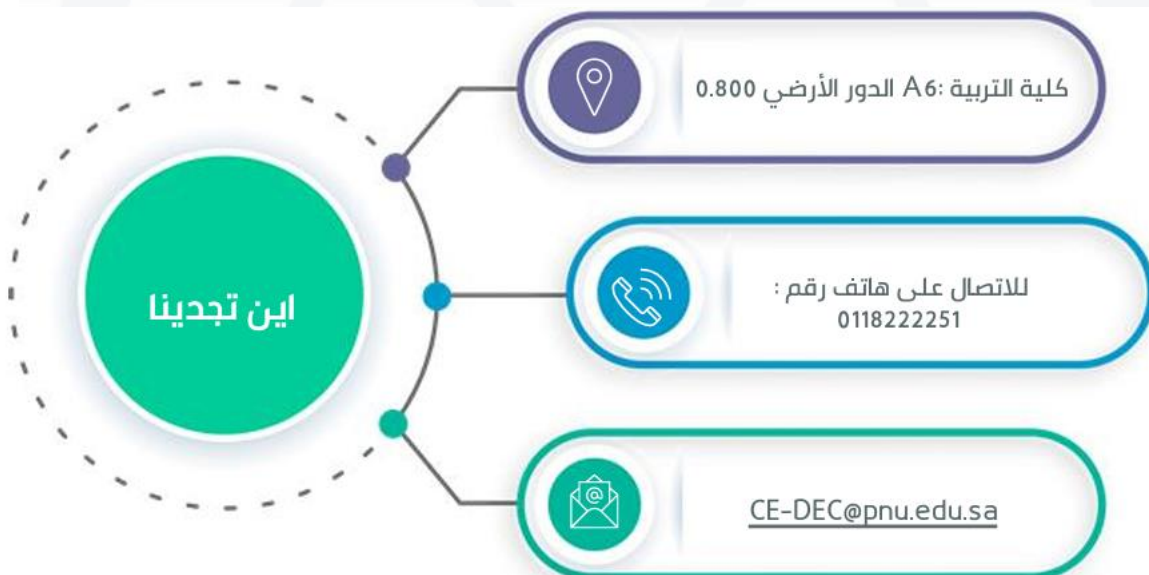 اين تجدينا
كلية التربية :A6 الدور الأرضي 0.800
للاتصال على هاتف رقم :
0118222251
CE-DEC@pnu.edu.sa